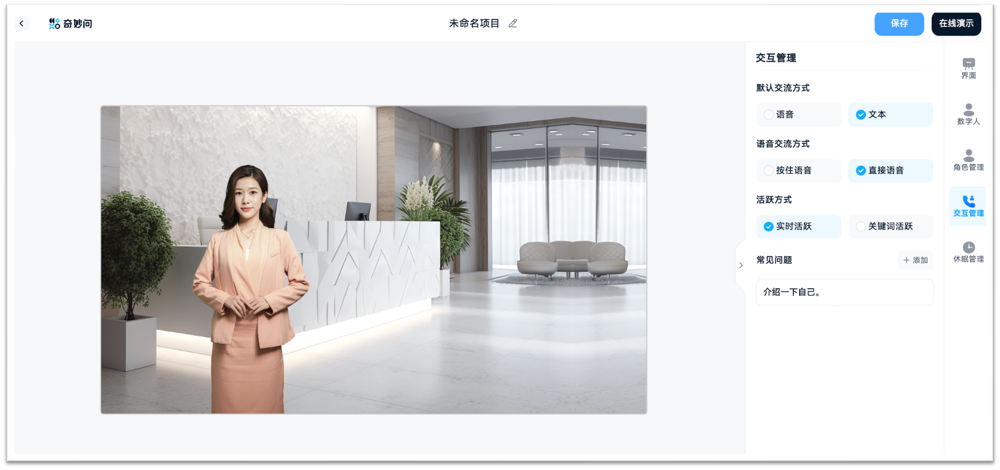 奇妙问
未命名项目
保存
在线演示
交互管理
默认交流方式
语音
文本
语音交流方式
按住语音
直接语音
活跃方式
实时活跃
关键词活跃
常见问题
+ 添加
介绍一下自己。
界面
数字人
角色管理
交互管理
休眠管理